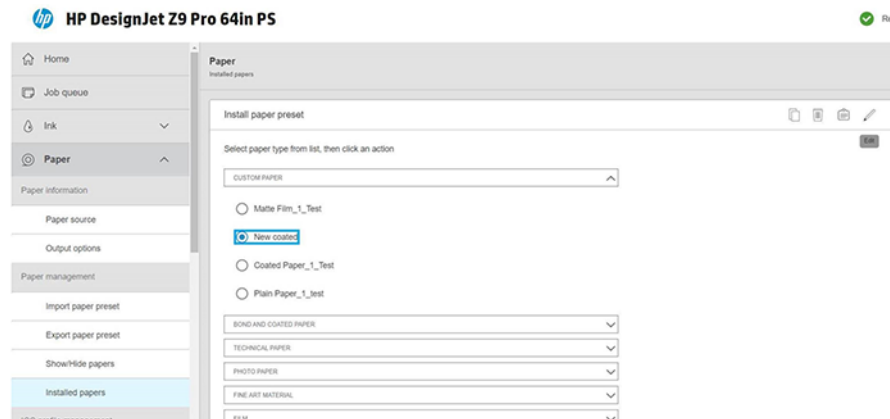 hp HP DesignJet Z9 Pro 64in PS
Home
Job queue
Ink
Paper
Paper information
Paper source
Output options
Paper management
Import paper preset
Export paper preset
Show/Hide papers
Installed papers
Paper
Installed papers
Install paper preset
Edit
Select paper type from list, then click an action
CUSTOM PAPER
Matte Film_1_Test
New coated
Coated Paper_1_Test
Plain Paper_1_test
BOND AND COATED PAPER
TECHNICAL PAPER
PHOTO PAPER
FINE ART MATERIAL
FILM